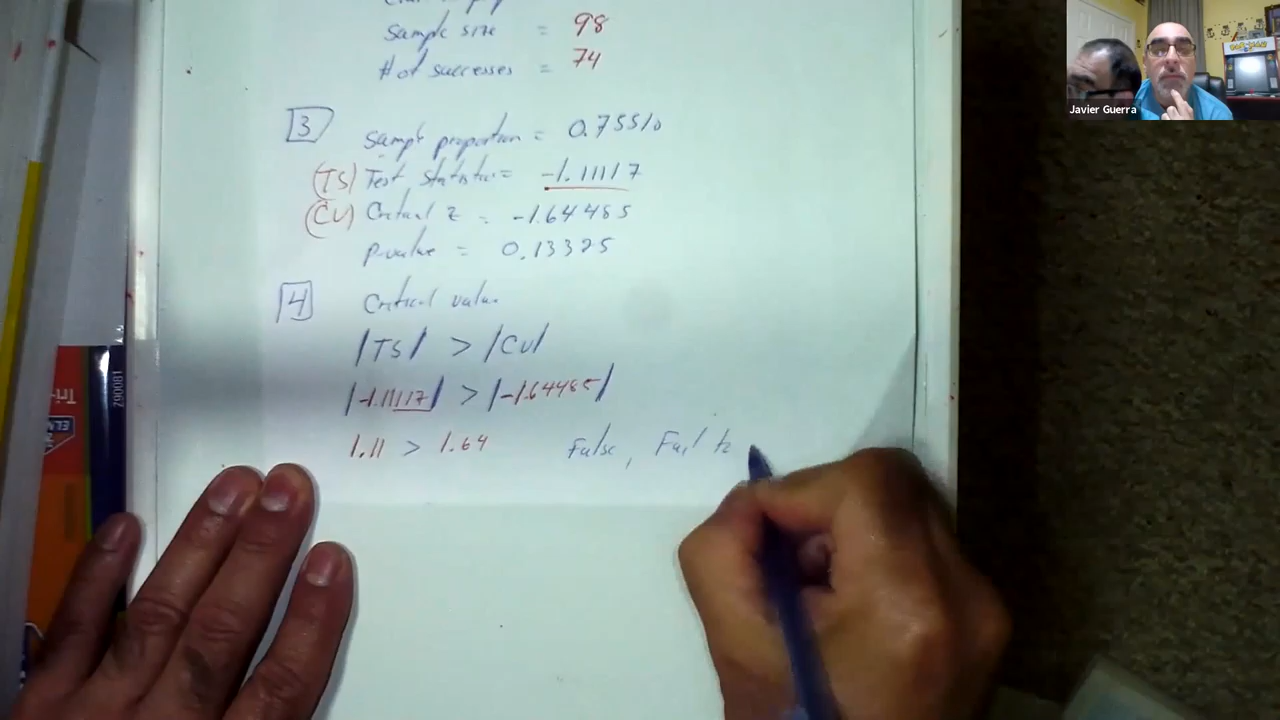 Sample size = 98
# of successes = 74
3
Sample proportion = 0.75510
(TS) Test statistic = -1.11117
(CV) Critical z = -1.64485
P-value = 0.13325
4 Critical value
|TS| > |CV|
|-1.11117| > |-1.64485|
1.11 > 1.64 False, Fail to
Javier Guerra
290081
Tri-